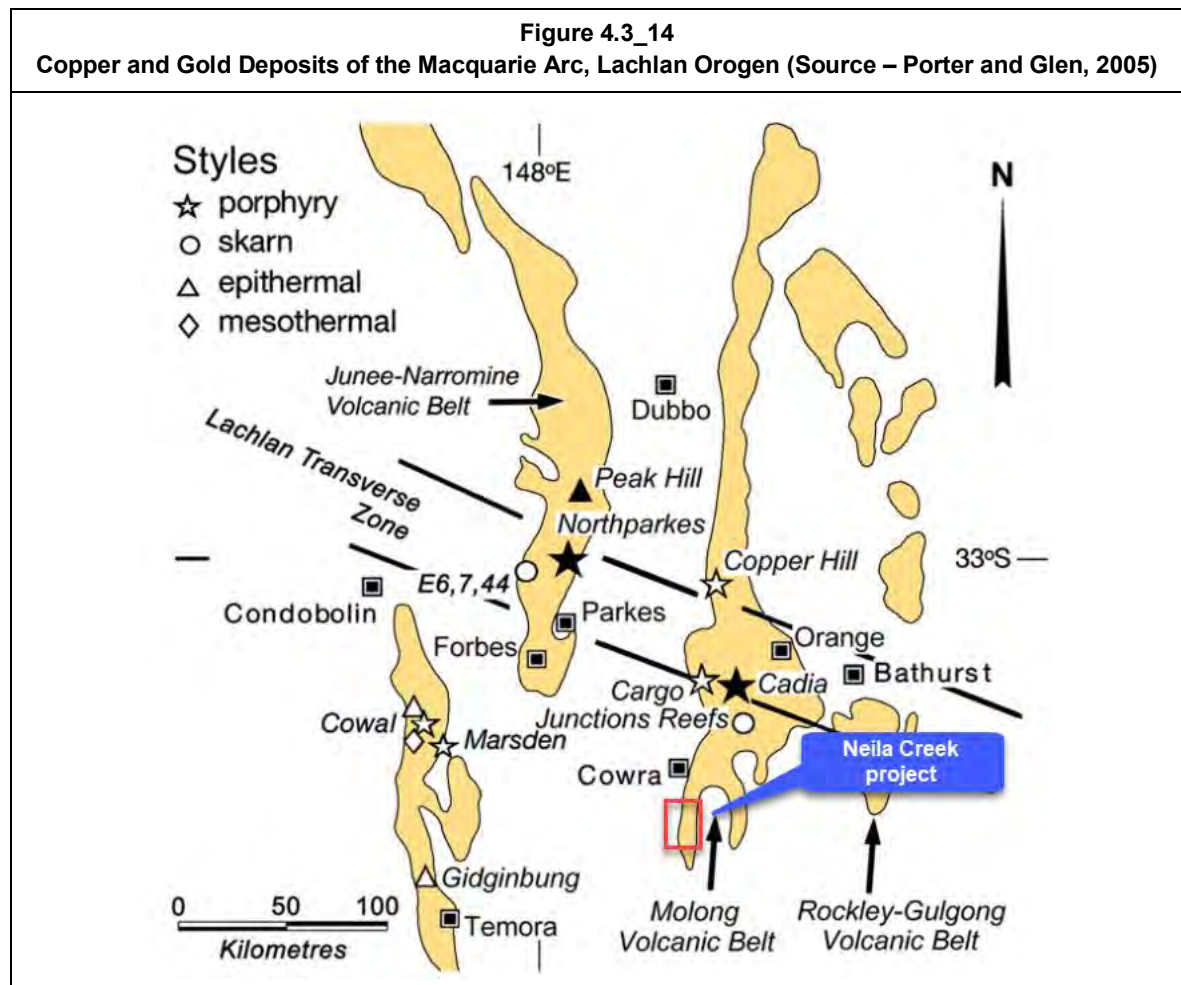 Figure 4.3_14
Copper and Gold Deposits of the Macquarie Arc, Lachlan Orogen (Source – Porter and Glen, 2005)
Styles
porphyry
skarn
epithermal
mesothermal
148ºE
N
Junee-Narromine
Volcanic Belt
Dubbo
Lachlan Transverse
Zone
Peak Hill
Northparkes
Copper Hill
33ºS
E6,7,44
Condobolin
Parkes
Forbes
Orange
Bathurst
Cargo
Cadia
Junctions Reefs
Cowal
Marsden
Neila Creek
project
Cowra
Gidginbung
Temora
0 50 100
Kilometres
Molong
Volcanic Belt
Rockley-Gulgong
Volcanic Belt